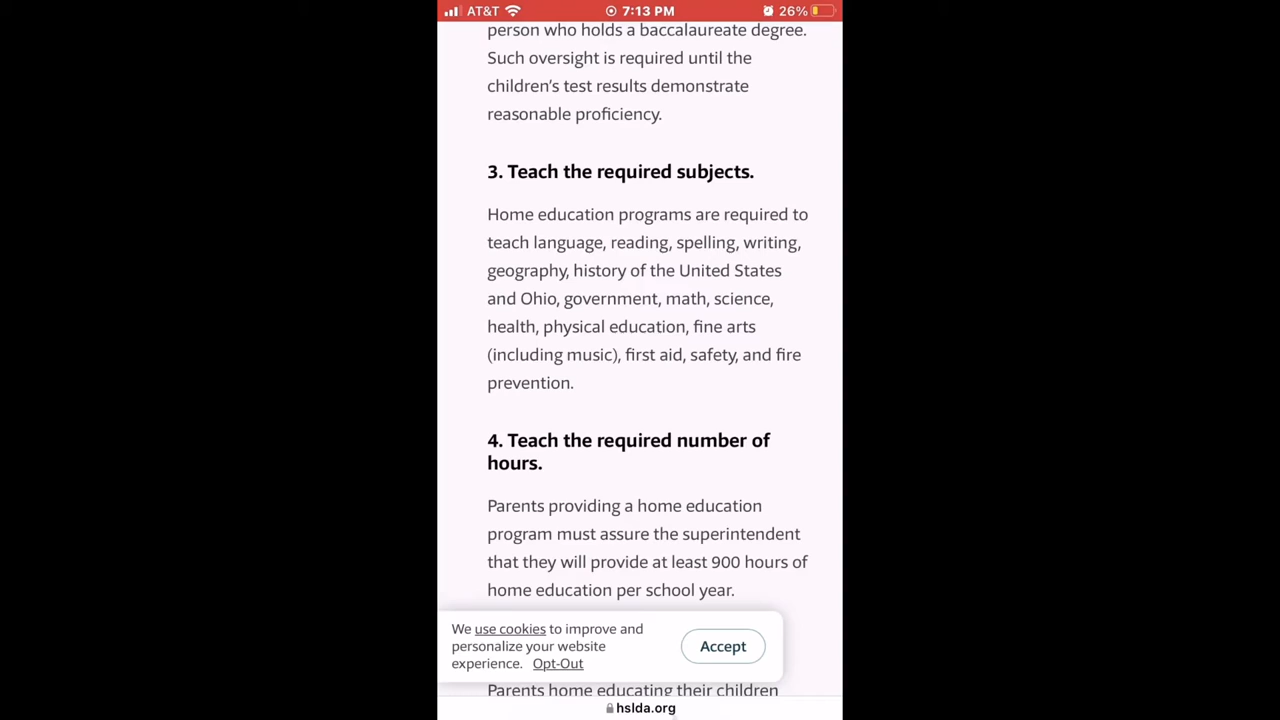 AT&T 7:13 PM 26%
person who holds a baccalaureate degree.
Such oversight is required until the
children's test results demonstrate
reasonable proficiency.
3. Teach the required subjects.
Home education programs are required to
teach language, reading, spelling, writing,
geography, history of the United States
and Ohio, government, math, science,
health, physical education, fine arts
(including music), first aid, safety, and fire
prevention.
4. Teach the required number of
hours.
Parents providing a home education
program must assure the superintendent
that they will provide at least 900 hours of
home education per school year.
We use cookies to improve and
personalize your website
experience. Opt-Out
Accept
Parents home educating their children
hslda.org